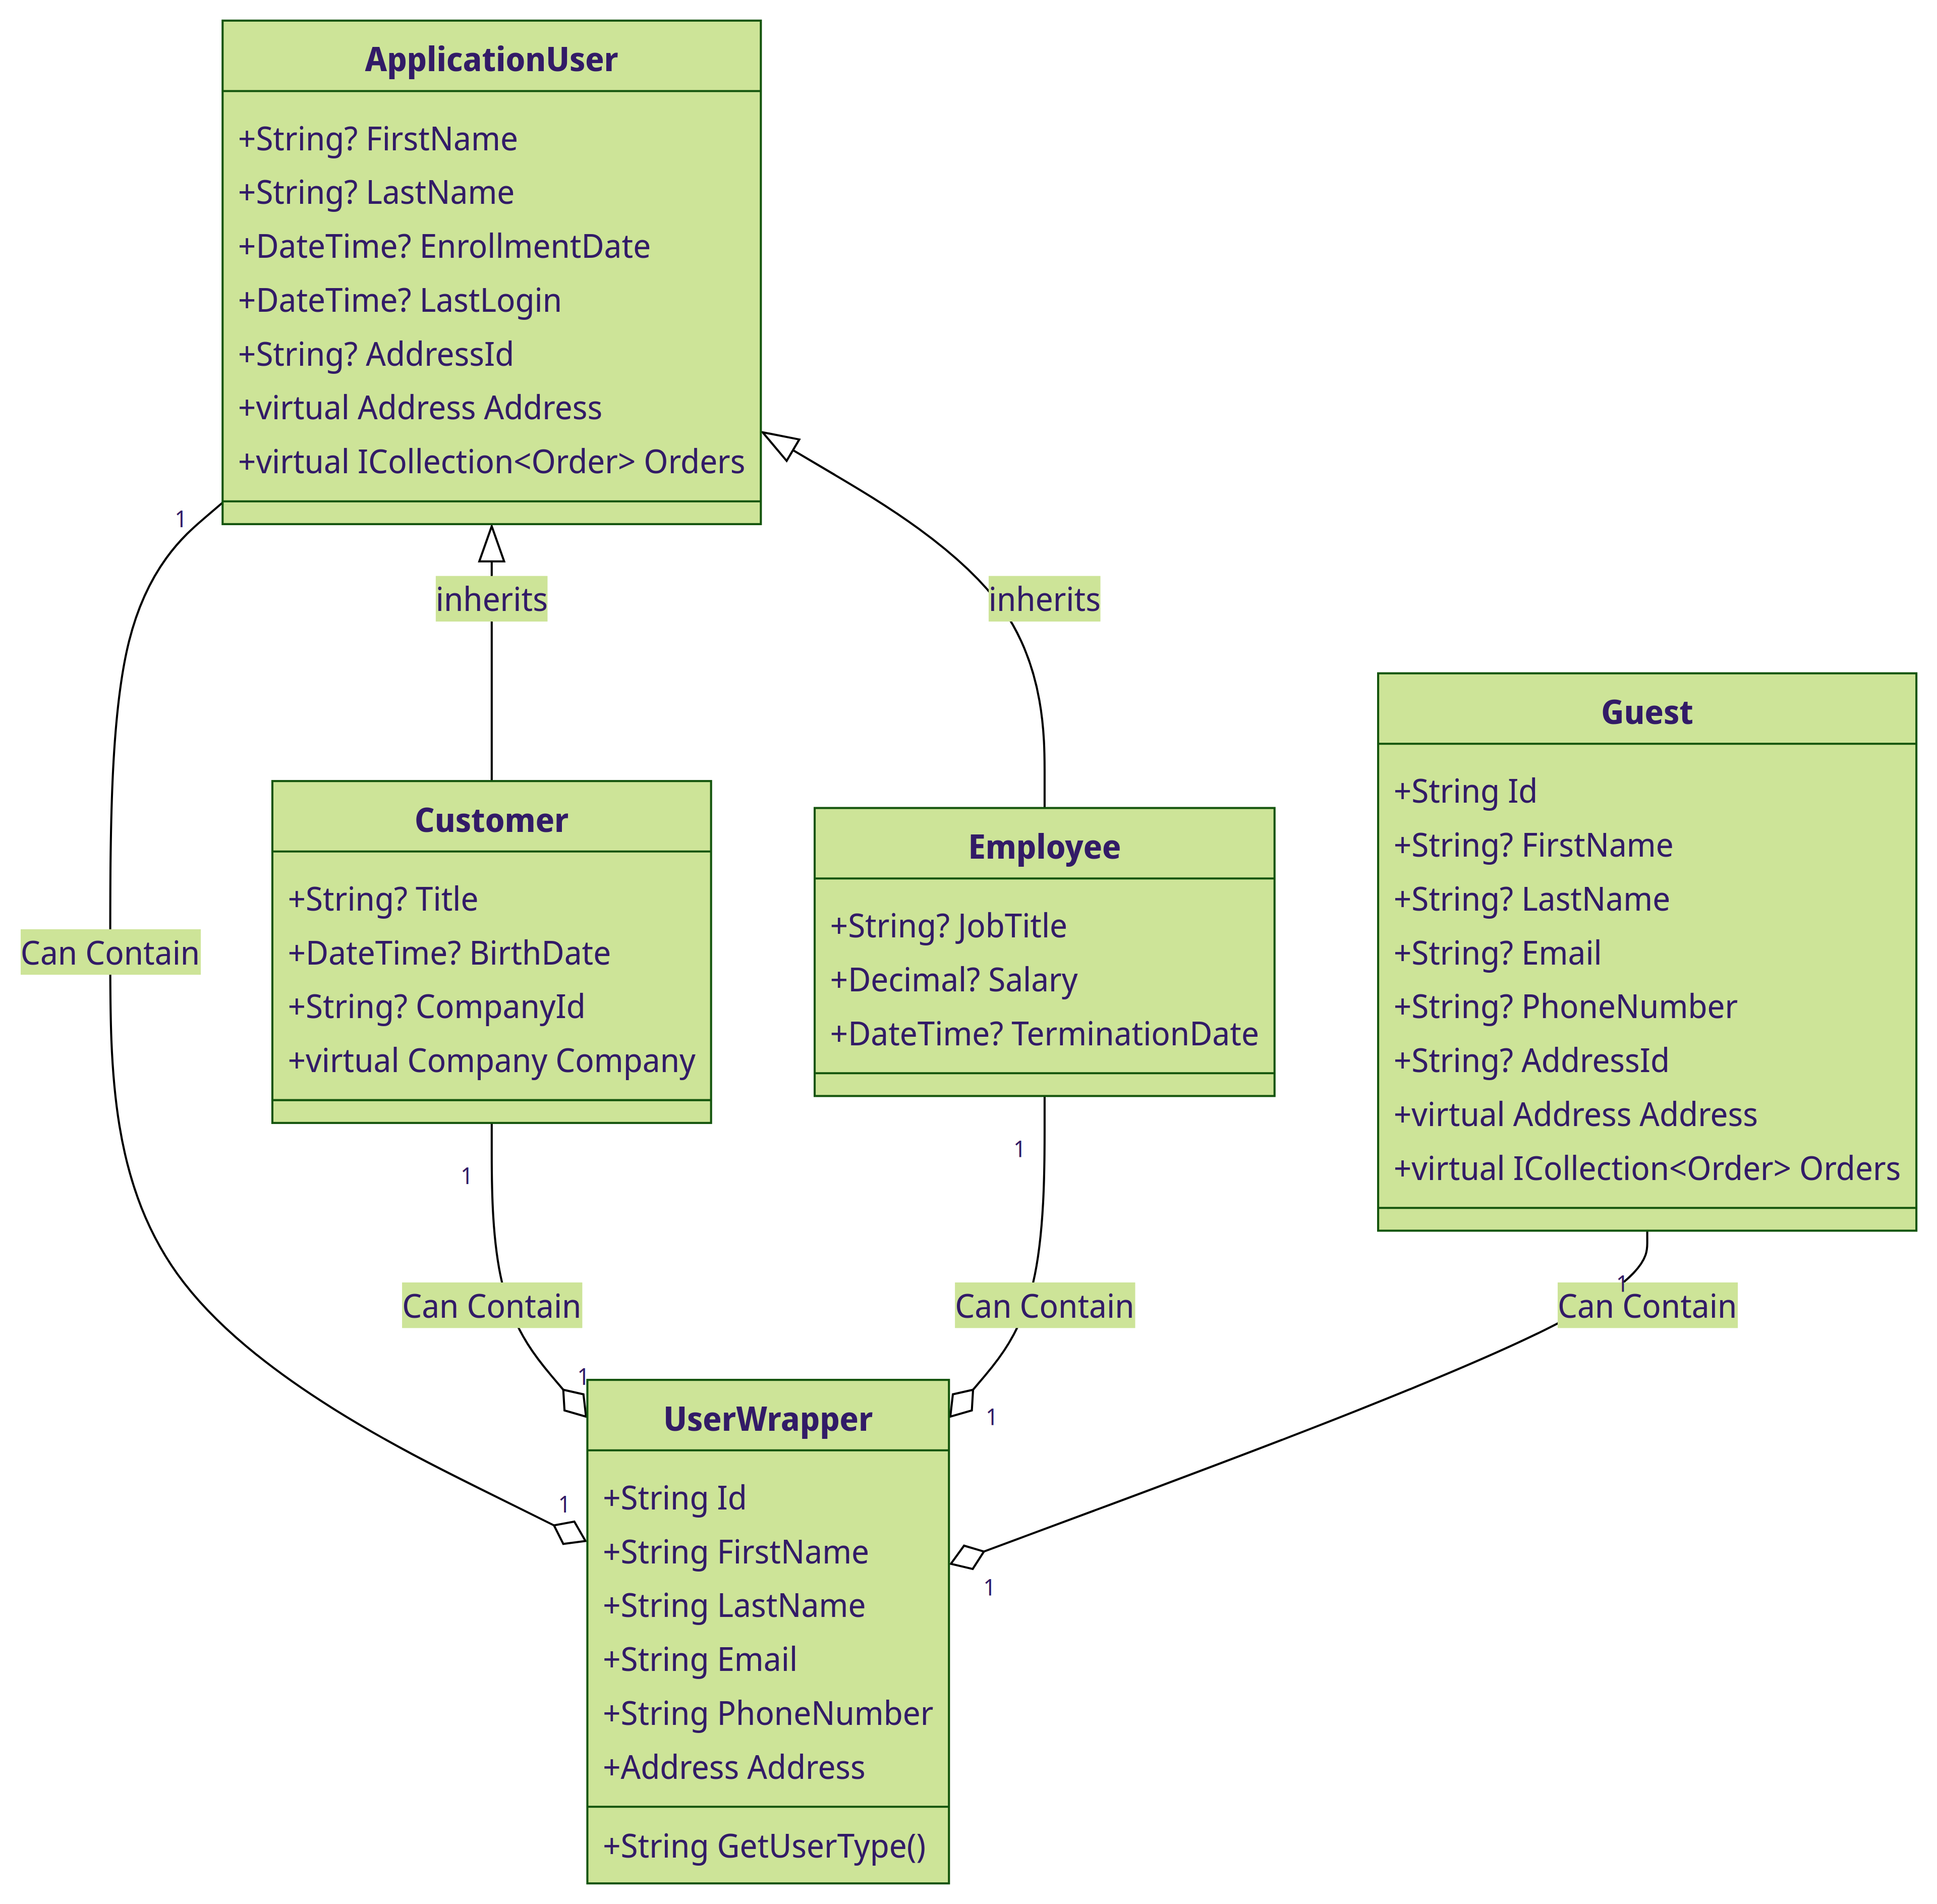 ApplicationUser
+String? FirstName
+String? LastName
+DateTime? EnrollmentDate
+DateTime? LastLogin
+String? AddressId
+virtual Address Address
+virtual ICollection<Order> Orders
1
inherits
inherits
Guest
+String Id
+String? FirstName
+String? LastName
+String? Email
+String? PhoneNumber
+String? AddressId
+virtual Address Address
+virtual ICollection<Order> Orders
Customer
+String? Title
+DateTime? BirthDate
+String? CompanyId
+virtual Company Company
Employee
+String? JobTitle
+Decimal? Salary
+DateTime? TerminationDate
Can Contain
1
1
1
Can Contain
Can Contain
Can Contain
1
1
1
1
UserWrapper
+String Id
+String FirstName
+String LastName
+String Email
+String PhoneNumber
+Address Address
+String GetUserType()